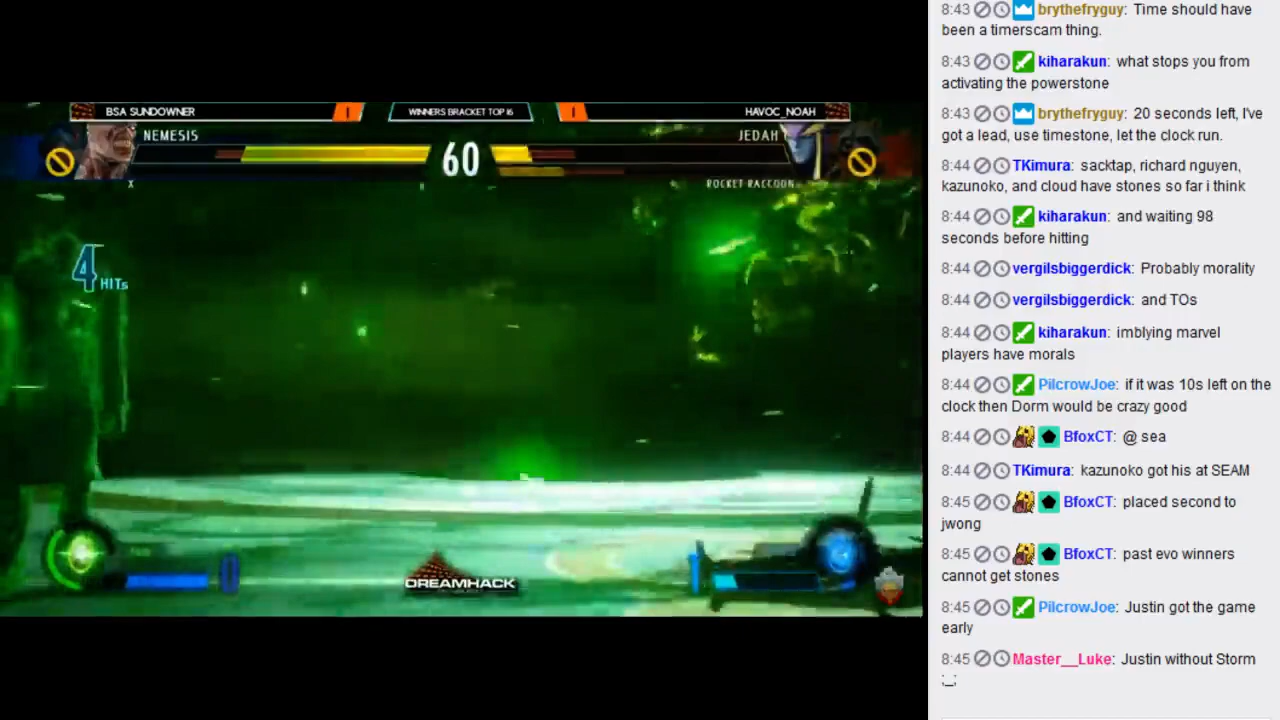 BSA SUNDOWNER
1
WINNERS BRACKET TOP 16
1
HAVOC_NOAH
NEMESIS
60
JEDAH
X
ROCKET RACCOON
4 HITs
0
1
DREAMHACK
8:43 brythefryguy: Time should have
been a timerscam thing.
8:43 kiharakun: what stops you from
activating the powerstone
8:43 brythefryguy: 20 seconds left, I've
got a lead, use timestone, let the clock run.
8:44 TKimura: sacktap, richard nguyen,
kazunoko, and cloud have stones so far i think
8:44 kiharakun: and waiting 98
seconds before hitting
8:44 vergilsbiggerdick: Probably morality
8:44 vergilsbiggerdick: and TOs
8:44 kiharakun: imblying marvel
players have morals
8:44 PilcrowJoe: if it was 10s left on the
clock then Dorm would be crazy good
8:44 BfoxCT: @ sea
8:44 TKimura: kazunoko got his at SEAM
8:45 BfoxCT: placed second to
jwong
8:45 BfoxCT: past evo winners
cannot get stones
8:45 PilcrowJoe: Justin got the game
early
8:45 Master__Luke: Justin without Storm
;_;